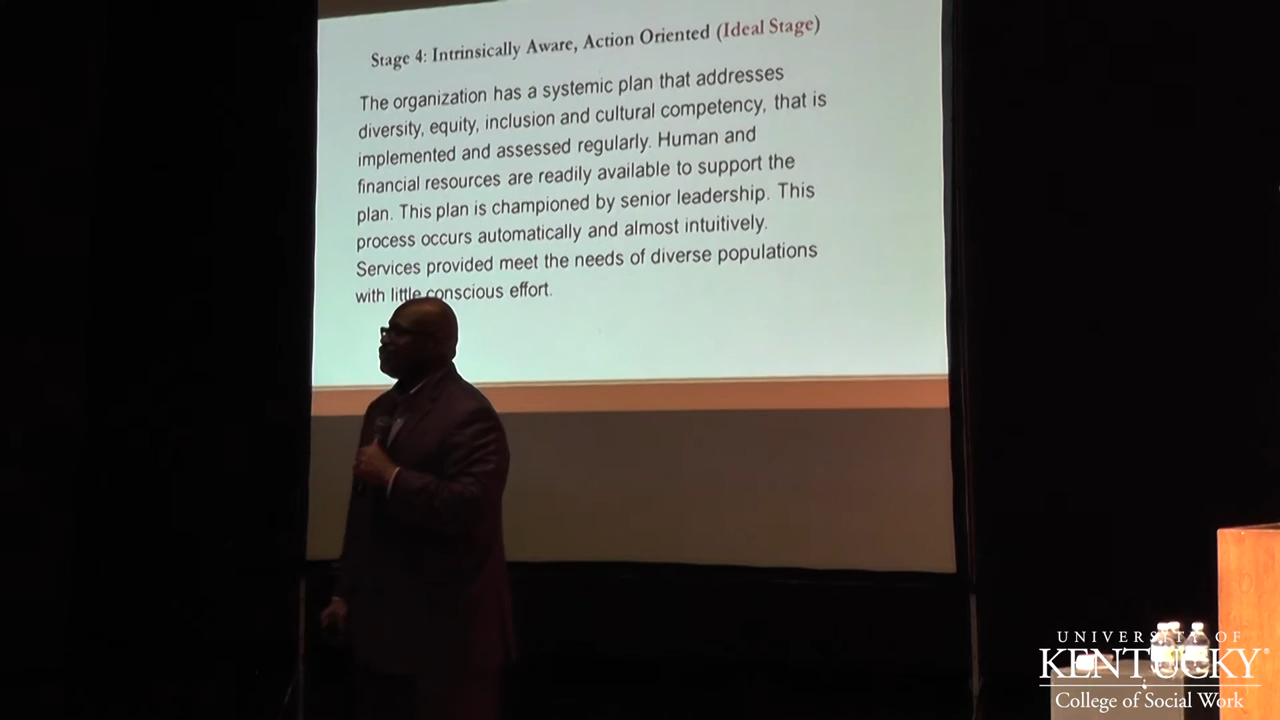 Stage 4: Intrinsically Aware, Action Oriented (Ideal Stage)
The organization has a systemic plan that addresses
diversity, equity, inclusion and cultural competency, that is
implemented and assessed regularly. Human and
financial resources are readily available to support the
plan. This plan is championed by senior leadership. This
process occurs automatically and almost intuitively.
Services provided meet the needs of diverse populations
with little conscious effort.
UNIVERSITY OF
KENTUCKY®
College of Social Work